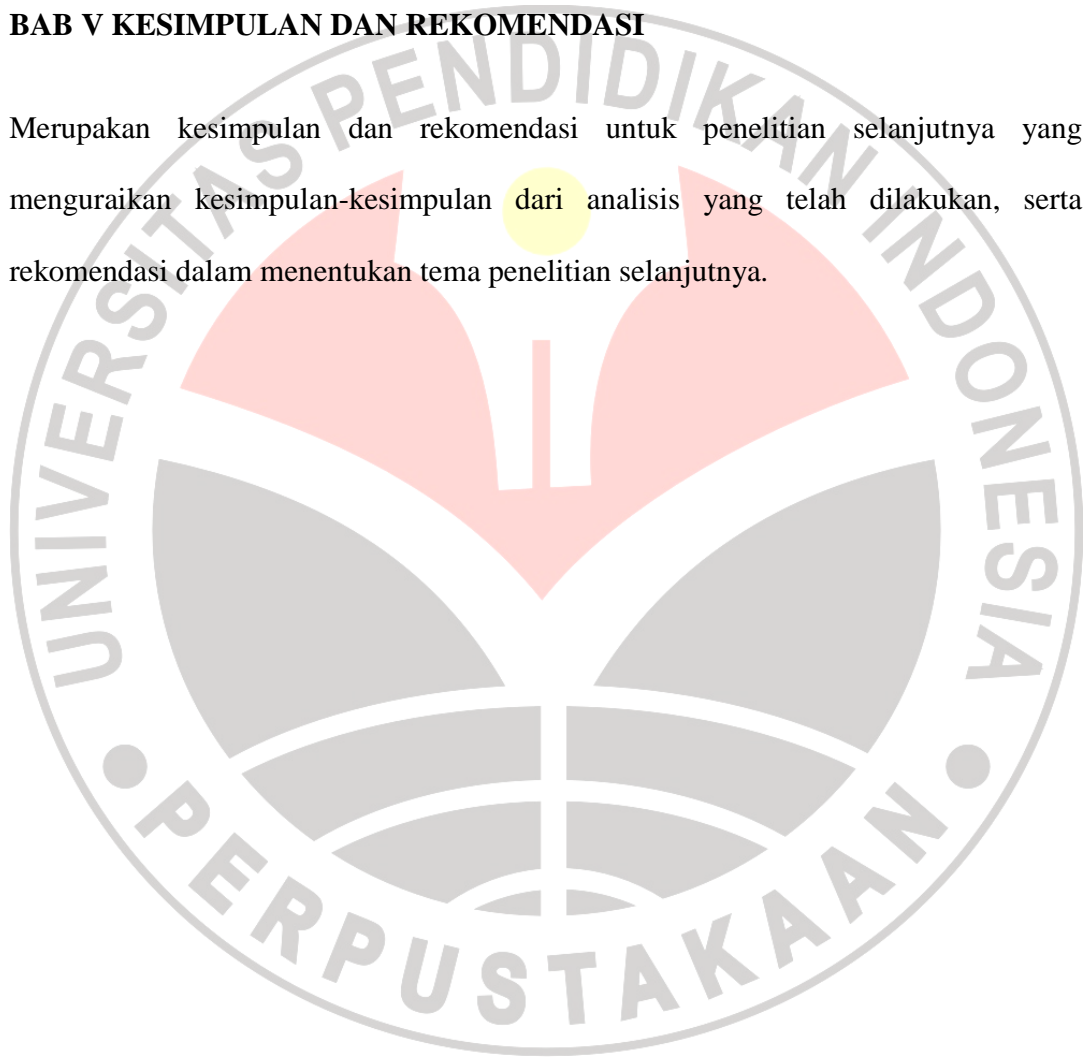 BAB V KESIMPULAN DAN REKOMENDASI
Merupakan kesimpulan dan rekomendasi untuk penelitian selanjutnya yang
menguraikan kesimpulan-kesimpulan dari analisis yang telah dilakukan, serta
rekomendasi dalam menentukan tema penelitian selanjutnya.
UNIVERSITAS PENDIDIKAN INDONESIA
PERPUSTAKAAN